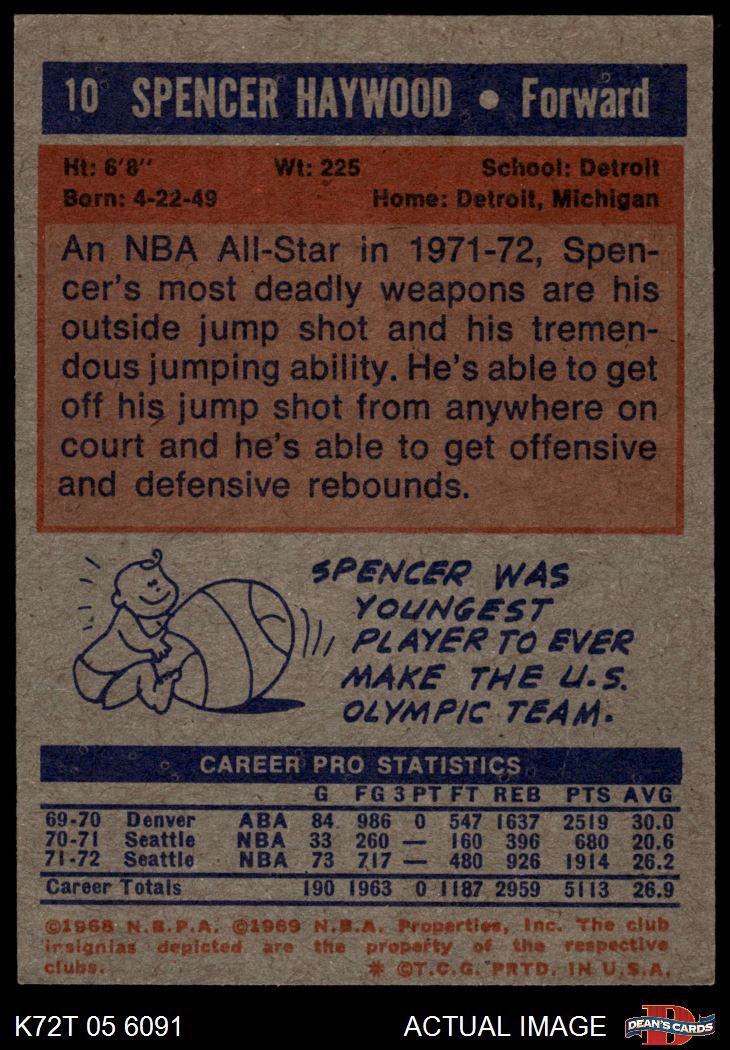 10 SPENCER HAYWOOD • Forward
Ht: 6'8" Wt: 225 School: Detroit
Born: 4-22-49 Home: Detroit, Michigan
An NBA All-Star in 1971-72, Spen-
cer's most deadly weapons are his
outside jump shot and his tremen-
dous jumping ability. He's able to get
off his jump shot from anywhere on
court and he's able to get offensive
and defensive rebounds.
SPENCER WAS
YOUNGEST
PLAYER TO EVER
MAKE THE U.S.
OLYMPIC TEAM.
CAREER PRO STATISTICS
G FG 3 PT FT REB PTS AVG
69-70 Denver ABA 84 986 0 547 1637 2519 30.0
70-71 Seattle NBA 33 260 — 160 396 680 20.6
71-72 Seattle NBA 73 717 — 480 926 1914 26.2
Career Totals 190 1963 0 1187 2959 5113 26.9
©1968 N.B.P.A. ©1969 N.B.A. Properties, Inc. The club
insignias depicted are the property of the respective
clubs. * ©T.C.G. PRTD. IN U.S.A.
K72T 05 6091 ACTUAL IMAGE D DEAN'S CARDS